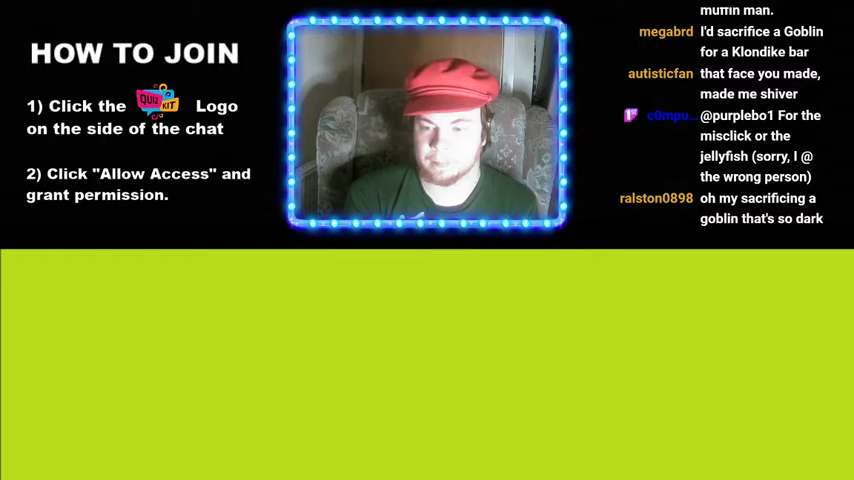 HOW TO JOIN
1) Click the QUIZ KIT Logo
on the side of the chat
2) Click "Allow Access" and
grant permission.
muffin man.
megabrd I'd sacrifice a Goblin
for a Klondike bar
autisticfan that face you made,
made me shiver
c0mpu... @purplebo1 For the
misclick or the
jellyfish (sorry, I @
the wrong person)
ralston0898 oh my sacrificing a
goblin that's so dark